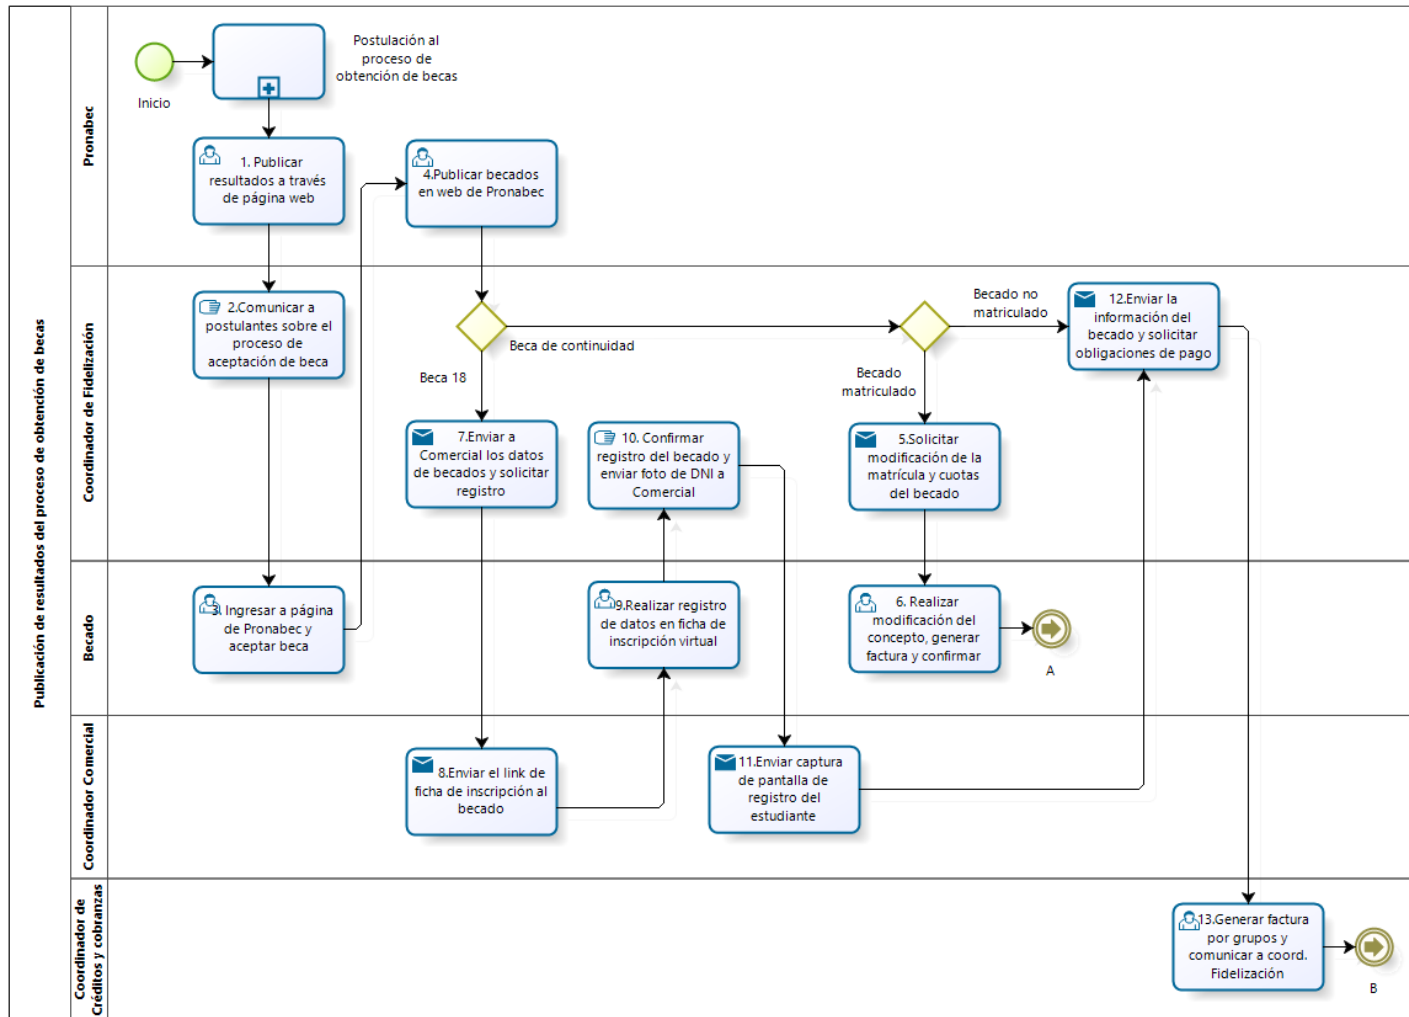 Publicación de resultados del proceso de obtención de becas
Pronabec
Inicio
Postulación al
proceso de
obtención de becas
1. Publicar
resultados a través
de página web
4.Publicar becados
en web de Pronabec
Coordinador de Fidelización
2.Comunicar a
postulantes sobre el
proceso de
aceptación de beca
Beca de continuidad
Beca 18
Becado no
matriculado
Becado
matriculado
12.Enviar la
información del
becado y solicitar
obligaciones de pago
7.Enviar a
Comercial los datos
de becados y solicitar
registro
10. Confirmar
registro del becado y
enviar foto de DNI a
Comercial
5.Solicitar
modificación de la
matrícula y cuotas
del becado
Becado
3. Ingresar a página
de Pronabec y
aceptar beca
9.Realizar registro
de datos en ficha de
inscripción virtual
6. Realizar
modificación del
concepto, generar
factura y confirmar
A
Coordinador Comercial
8.Enviar el link de
ficha de inscripción al
becado
11.Enviar captura
de pantalla de
registro del
estudiante
Coordinador de
Créditos y cobranzas
13.Generar factura
por grupos y
comunicar a coord.
Fidelización
B